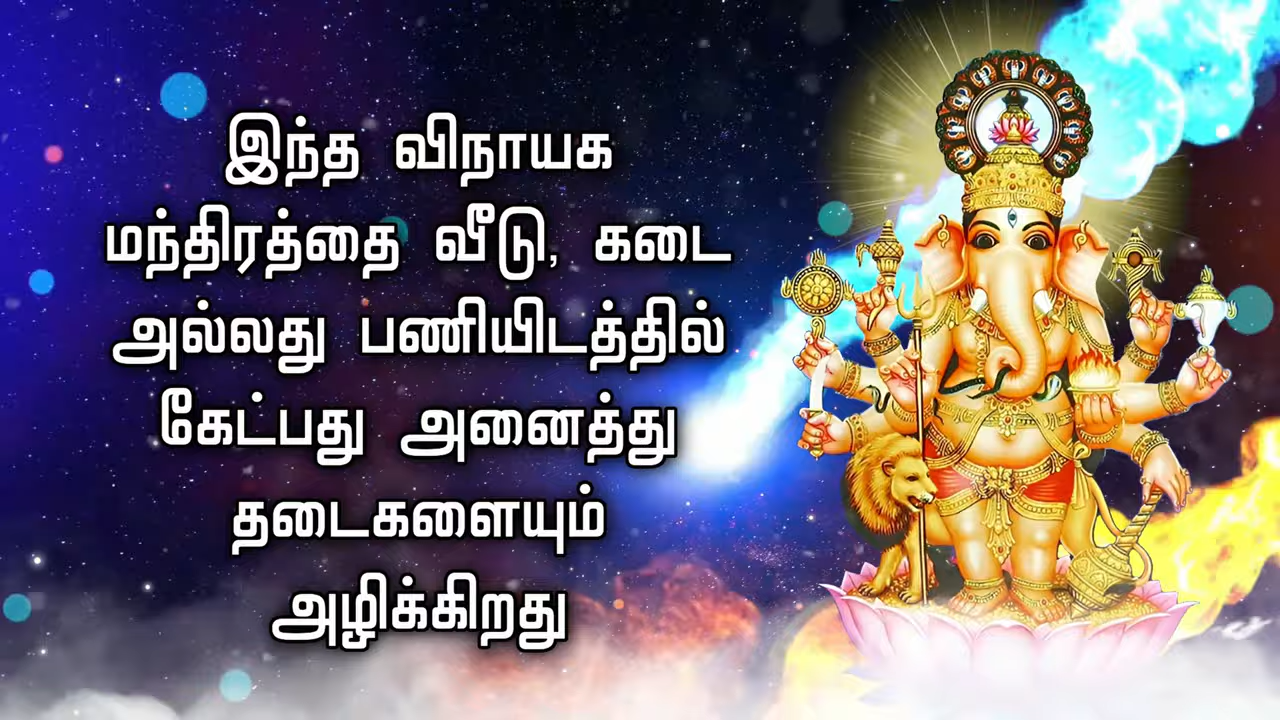 இந்த விநாயக
மந்திரத்தை வீடு, கடை
அல்லது பணியிடத்தில்
கேட்பது அனைத்து
தடைகளையும்
அழிக்கிறது